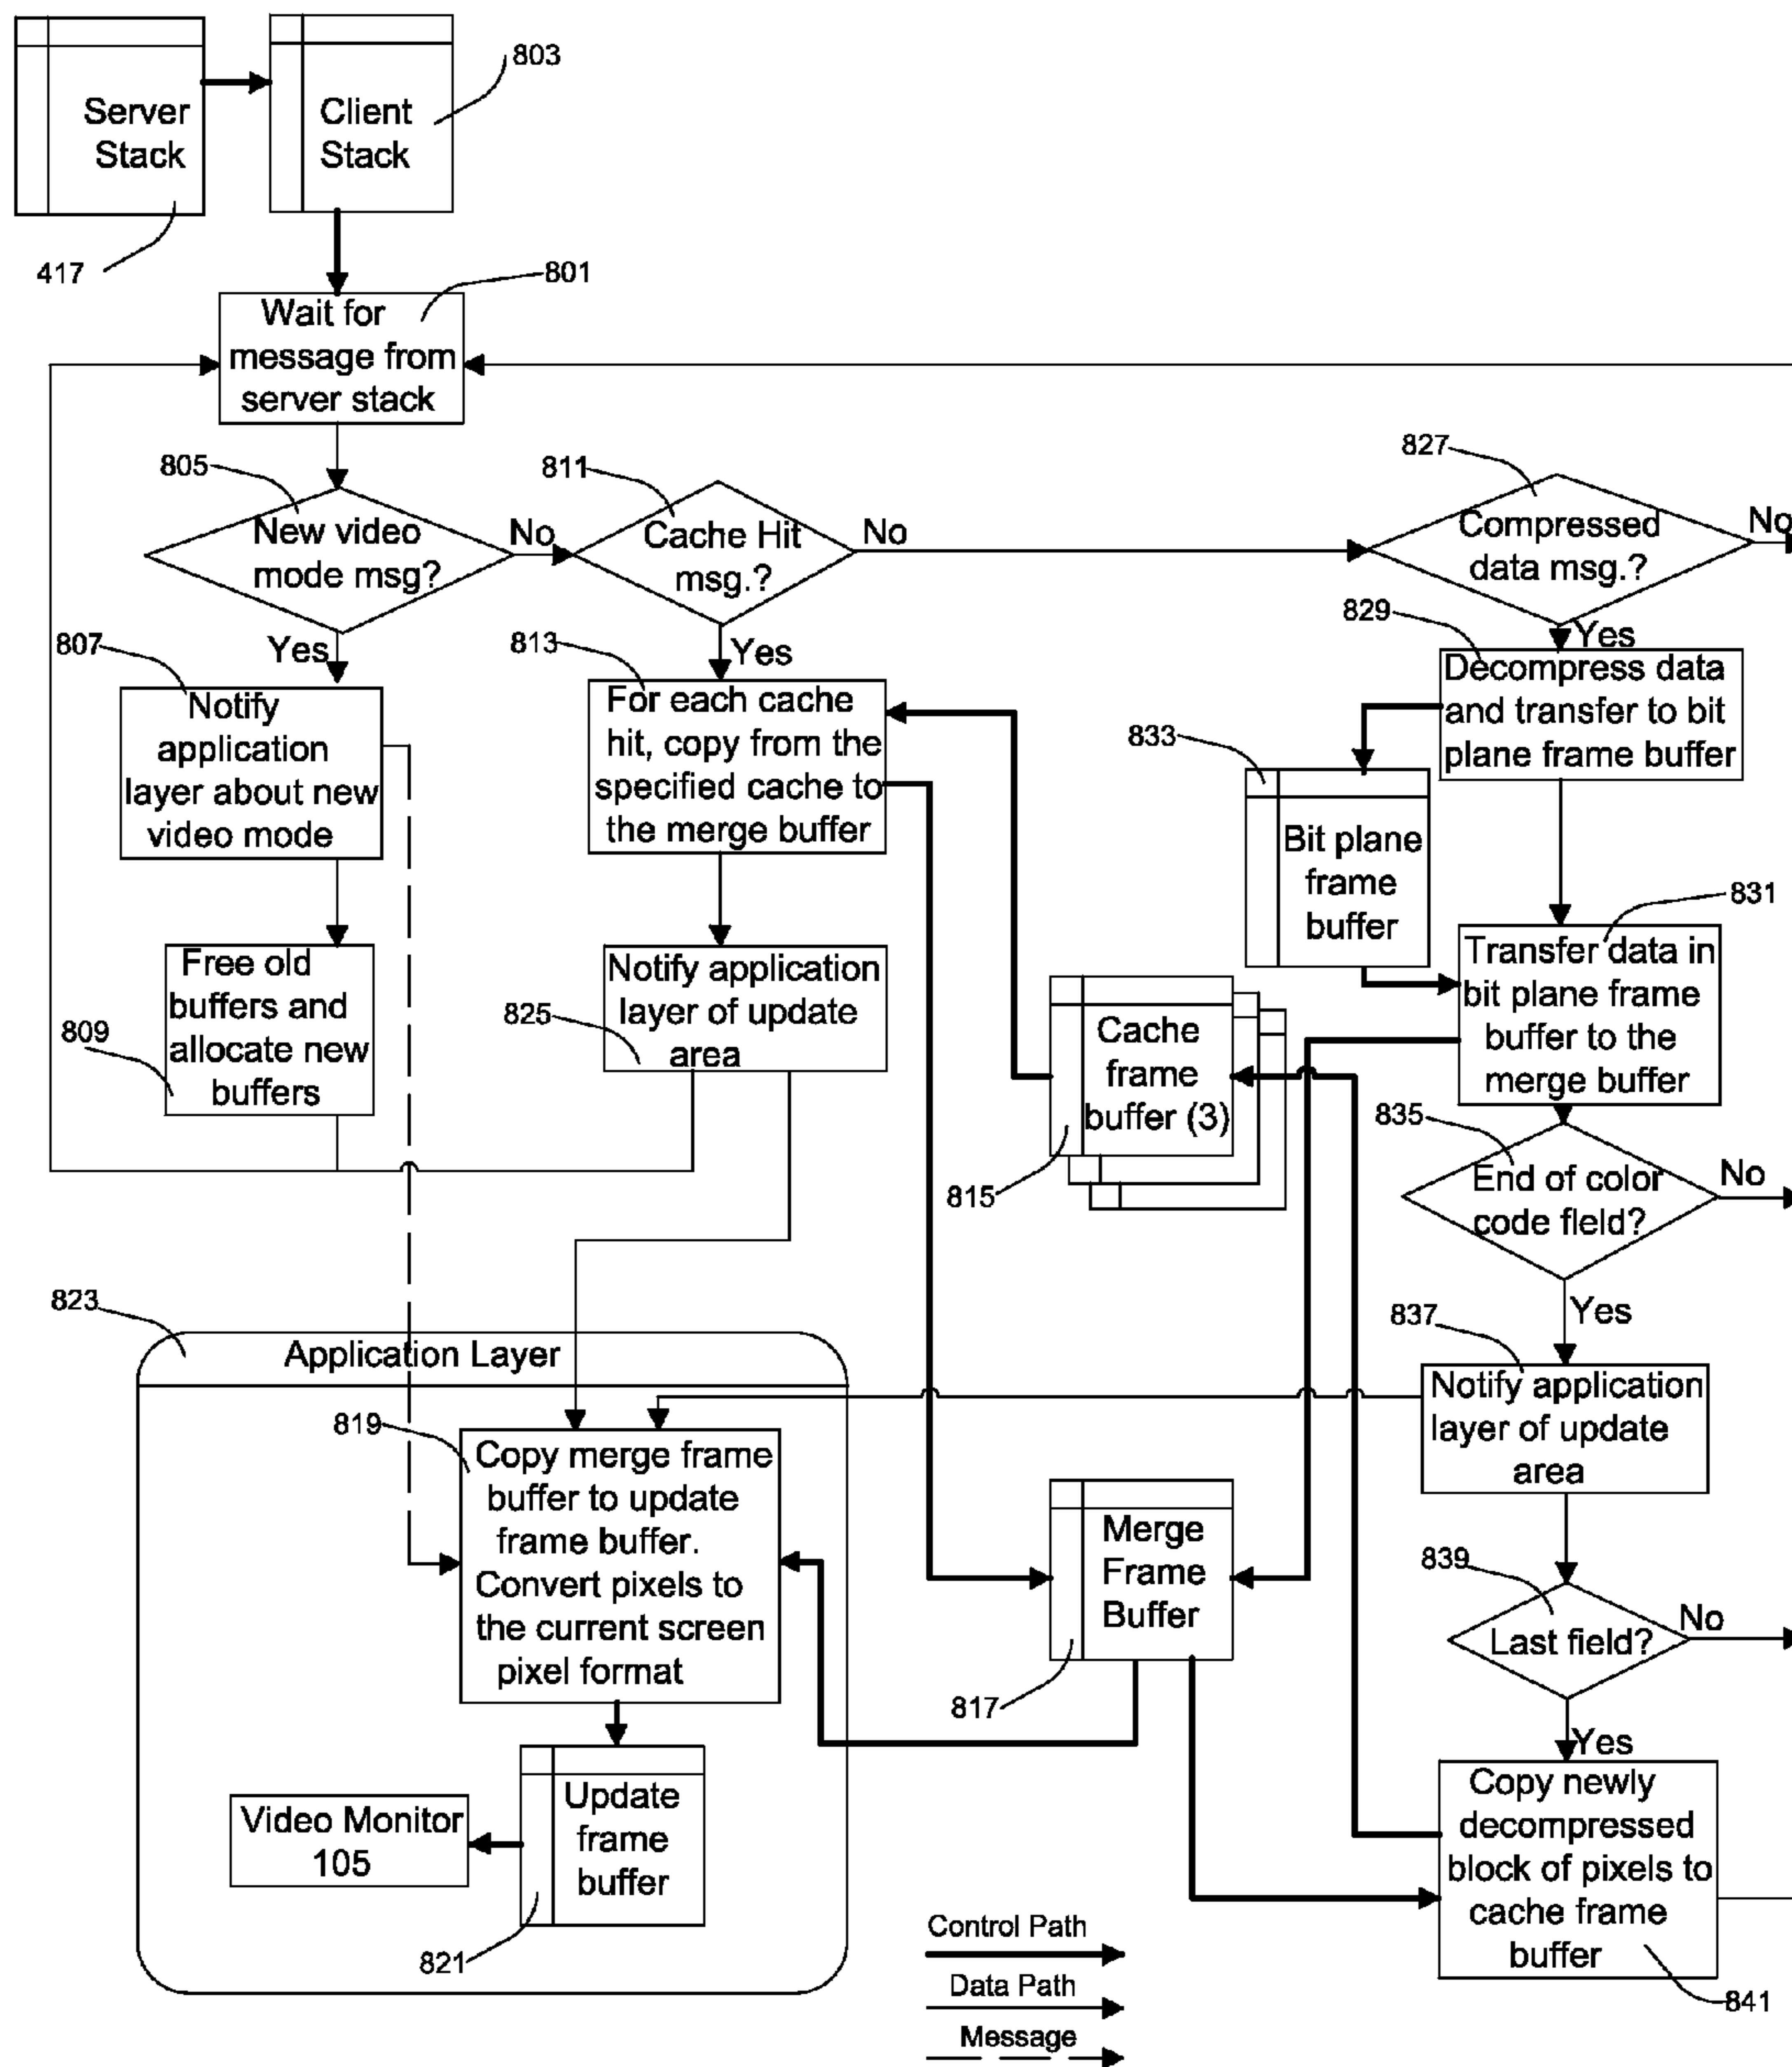 Server
Stack
417
Client
Stack
803
Wait for
message from
server stack
801
805
New video
mode msg?
No
Yes
811
Cache Hit
msg.?
No
Yes
827
Compressed
data msg.?
No
Yes
807
Notify
application
layer about new
video mode
813
For each cache
hit, copy from the
specified cache to
the merge buffer
829
Decompress data
and transfer to bit
plane frame buffer
833
Bit plane
frame
buffer
809
Free old
buffers and
allocate new
buffers
825
Notify application
layer of update
area
815
Cache
frame
buffer (3)
831
Transfer data in
bit plane frame
buffer to the
merge buffer
835
End of color
code field?
No
Yes
823
Application Layer
819
Copy merge frame
buffer to update
frame buffer.
Convert pixels to
the current screen
pixel format
817
Merge
Frame
Buffer
837
Notify application
layer of update
area
839
Last field?
No
Yes
Video Monitor
105
821
Update
frame
buffer
841
Copy newly
decompressed
block of pixels to
cache frame
buffer
Control Path
Data Path
Message